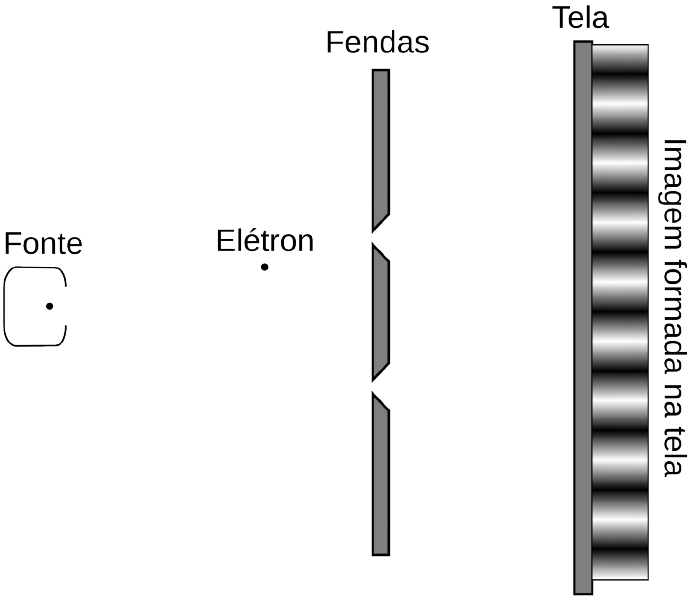 Tela
Fendas
Fonte
Elétron
Imagem formada na tela